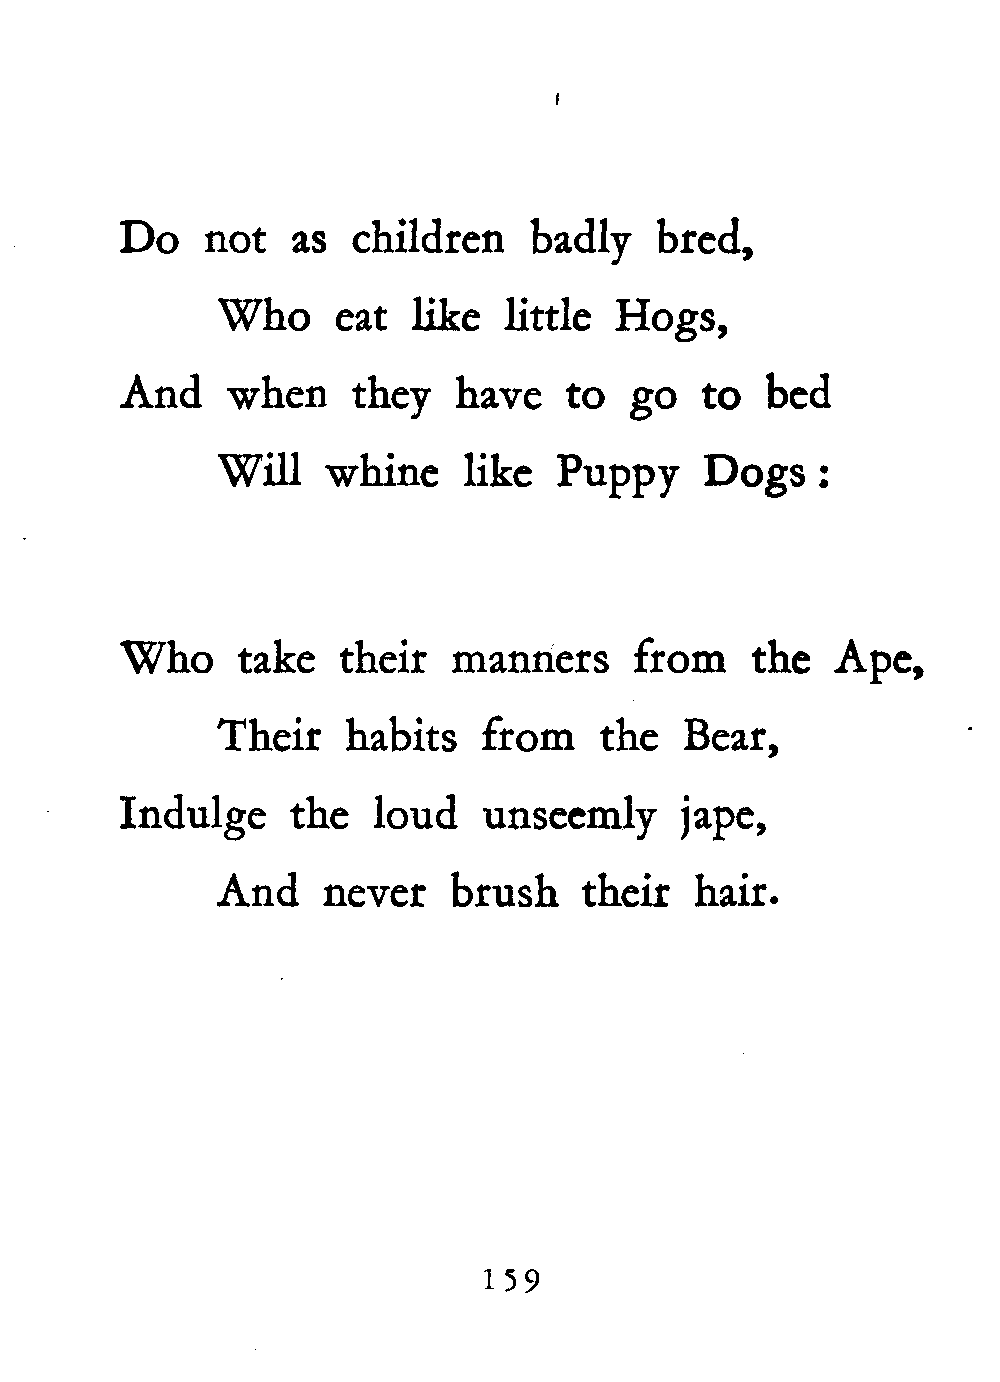 Do not as children badly bred,
Who eat like little Hogs,
And when they have to go to bed
Will whine like Puppy Dogs :
Who take their manners from the Ape,
Their habits from the Bear,
Indulge the loud unseemly jape,
And never brush their hair.
159